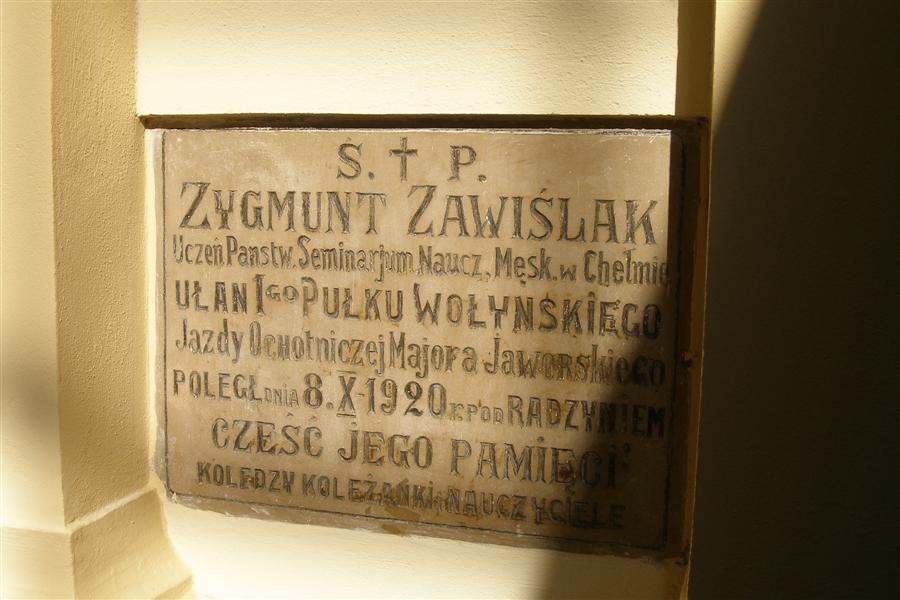 Ś. † P.
ZYGMUNT ZAWIŚLAK
Uczeń Państw. Seminarjum Naucz. Męsk. w Chełmie
UŁAN 1GO PUŁKU WOŁYŃSKIEGO
Jazdy Ochotniczej Majora Jaworskiego
POLEGŁ DNIA 8.X.1920 R. POD RADZYNIEM
CZEŚĆ JEGO PAMIĘCI
KOLEDZY KOLEŻANKI i NAUCZYCIELE